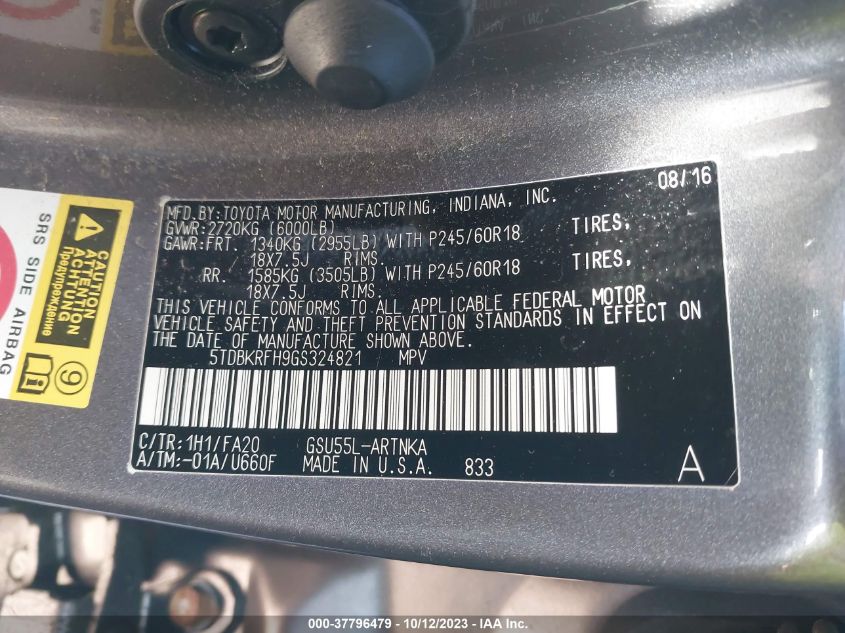 MFD.BY:TOYOTA MOTOR MANUFACTURING, INDIANA, INC. 08/16
GVWR:2720KG (6000LB)
GAWR:FRT. 1340KG (2955LB) WITH P245/60R18 TIRES,
18X7.5J RIMS.
RR. 1585KG (3505LB) WITH P245/60R18 TIRES,
18X7.5J RIMS.
THIS VEHICLE CONFORMS TO ALL APPLICABLE FEDERAL MOTOR
VEHICLE SAFETY AND THEFT PREVENTION STANDARDS IN EFFECT ON
THE DATE OF MANUFACTURE SHOWN ABOVE.
5TDBKRFH9GS324821 MPV
C/TR:1H1/FA20 GSU55L-ARTNKA
A/TM:-01A/U660F MADE IN U.S.A. 833 A
SRS SIDE AIRBAG
CAUTION
ATTENTION
ACHTUNG
Предупреждение
9
000-37796479 - 10/12/2023 - IAA Inc.